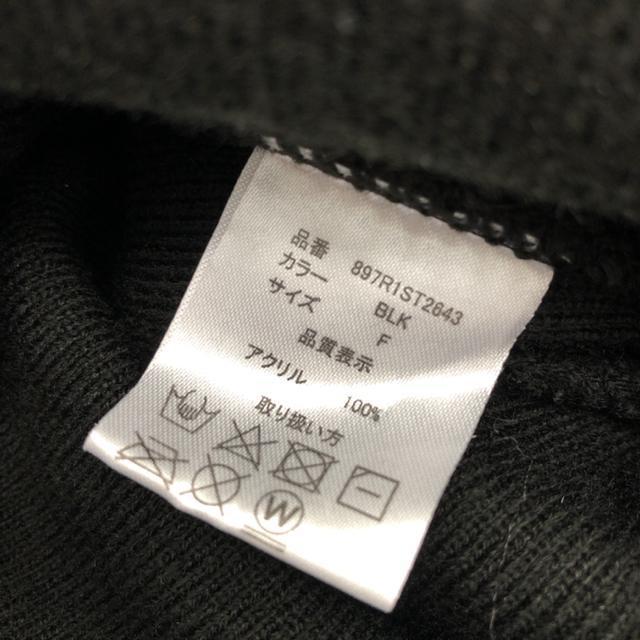 品番 897R1ST2643
カラー BLK
サイズ F
品質表示
アクリル 100%
取り扱い方
W